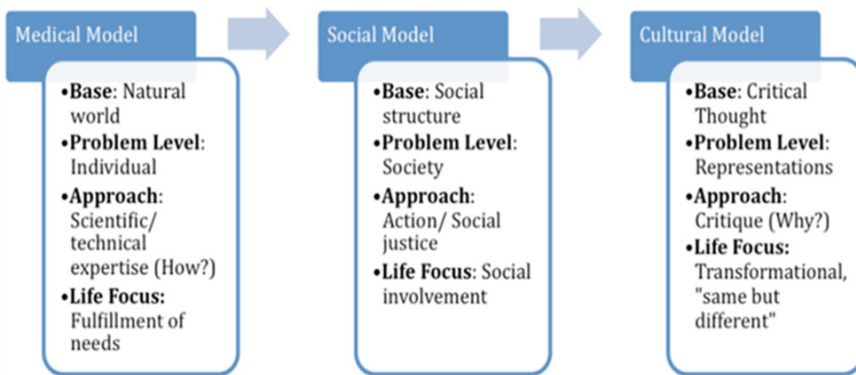 Medical Model
•Base: Natural
world
•Problem Level:
Individual
•Approach:
Scientific/
technical
expertise (How?)
•Life Focus:
Fulfillment of
needs
Social Model
•Base: Social
structure
•Problem Level:
Society
•Approach:
Action/ Social
justice
•Life Focus: Social
involvement
Cultural Model
•Base: Critical
Thought
•Problem Level:
Representations
•Approach:
Critique (Why?)
•Life Focus:
Transformational,
"same but
different"